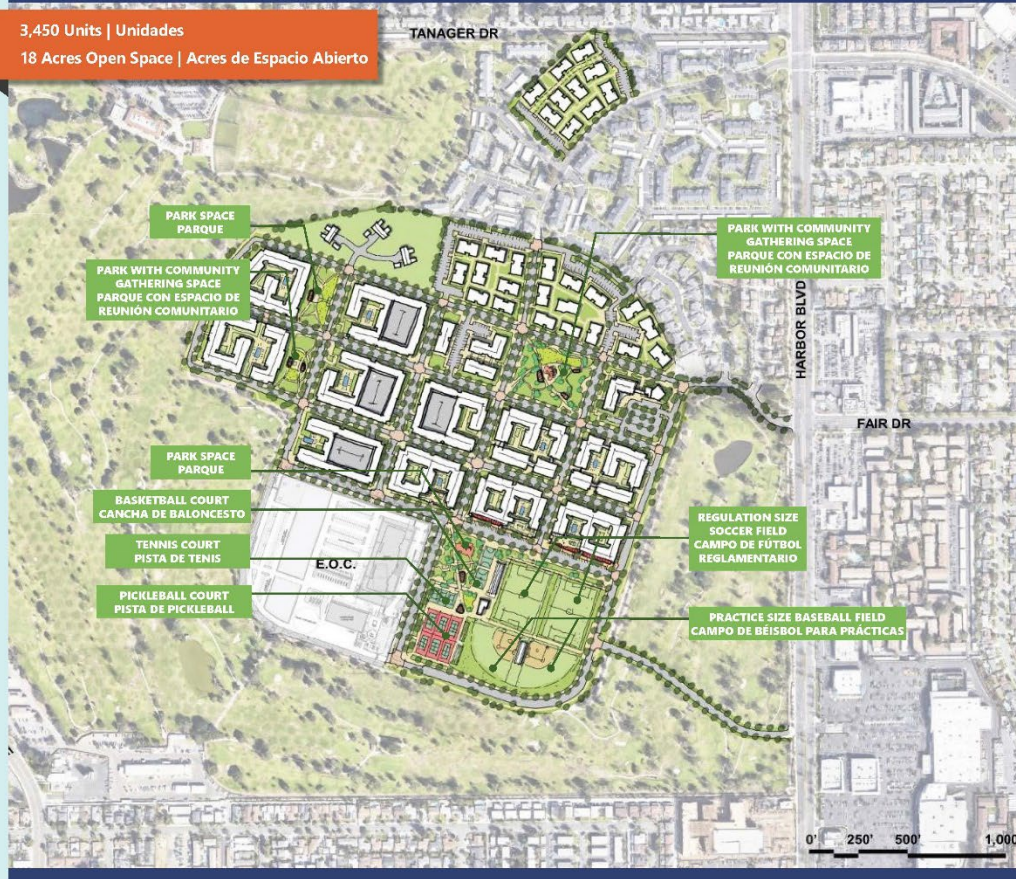 3,450 Units | Unidades
18 Acres Open Space | Acres de Espacio Abierto
TANAGER DR
PARK SPACE
PARQUE
PARK WITH COMMUNITY
GATHERING SPACE
PARQUE CON ESPACIO DE
REUNIÓN COMUNITARIO
PARK WITH COMMUNITY
GATHERING SPACE
PARQUE CON ESPACIO DE
REUNIÓN COMUNITARIO
HARBOR BLVD
FAIR DR
PARK SPACE
PARQUE
BASKETBALL COURT
CANCHA DE BALONCESTO
TENNIS COURT
PISTA DE TENIS
PICKLEBALL COURT
PISTA DE PICKLEBALL
E.O.C.
REGULATION SIZE
SOCCER FIELD
CAMPO DE FÚTBOL
REGLAMENTARIO
PRACTICE SIZE BASEBALL FIELD
CAMPO DE BÉISBOL PARA PRÁCTICAS
0' 250' 500' 1,000